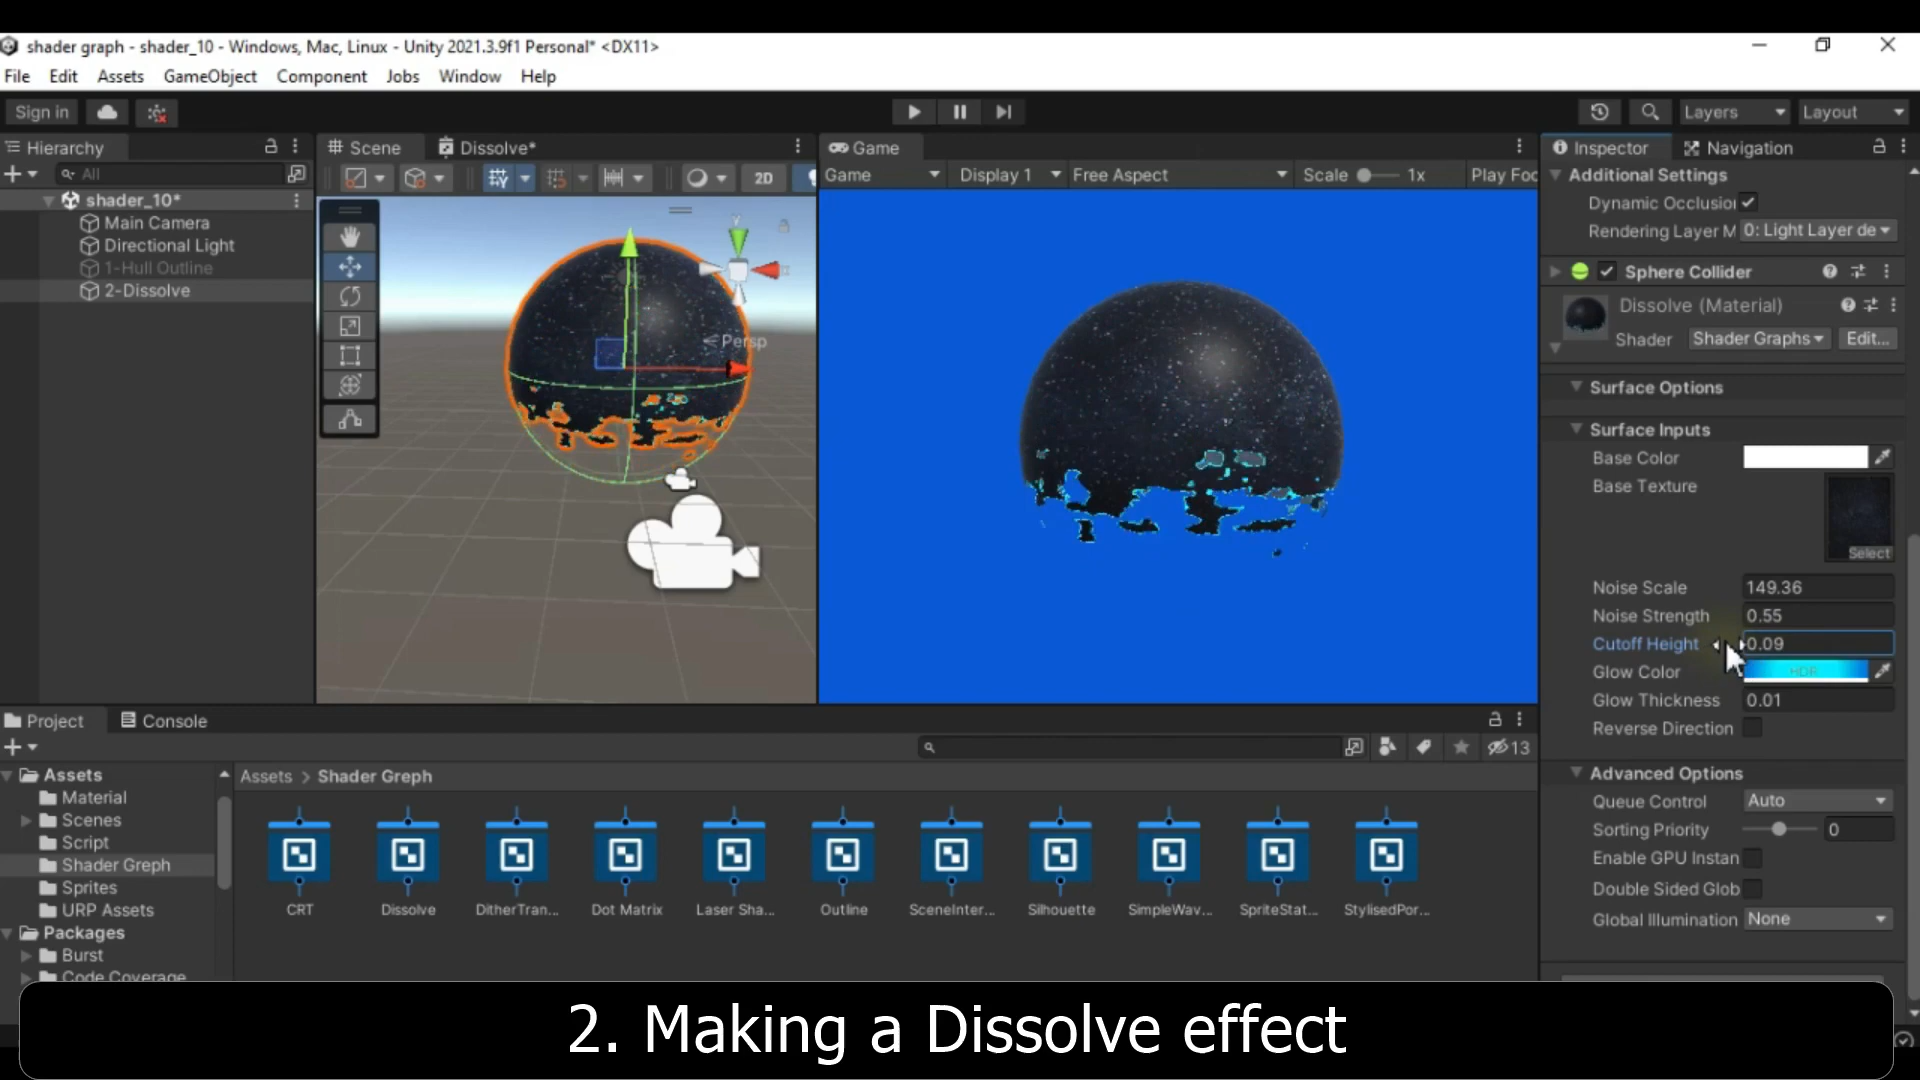 shader graph - shader_10 - Windows, Mac, Linux - Unity 2021.3.9f1 Personal* <DX11>
File Edit Assets GameObject Component Jobs Window Help
Sign in Layers Layout
Hierarchy Scene Dissolve* Game Inspector Navigation
All 2D Game Display 1 Free Aspect Scale 1x Play Foc
Additional Settings
Dynamic Occlusion
Rendering Layer M 0: Light Layer de
shader_10*
Main Camera
Directional Light
1-Hull Outline
2-Dissolve
y
Persp
Sphere Collider
Dissolve (Material)
Shader Shader Graphs Edit...
Surface Options
Surface Inputs
Base Color
Base Texture
Select
Noise Scale 149.36
Noise Strength 0.55
Cutoff Height 0.09
Glow Color HDR
Glow Thickness 0.01
Reverse Direction
Advanced Options
Queue Control Auto
Sorting Priority 0
Enable GPU Instan
Double Sided Glob
Global Illumination None
Project Console
13
Assets
Material
Scenes
Script
Shader Greph
Sprites
URP Assets
Packages
Burst
Code Coverage
Assets > Shader Greph
CRT Dissolve DitherTran... Dot Matrix Laser Sha... Outline SceneInter... Silhouette SimpleWav... SpriteStat... StylisedPor...
2. Making a Dissolve effect